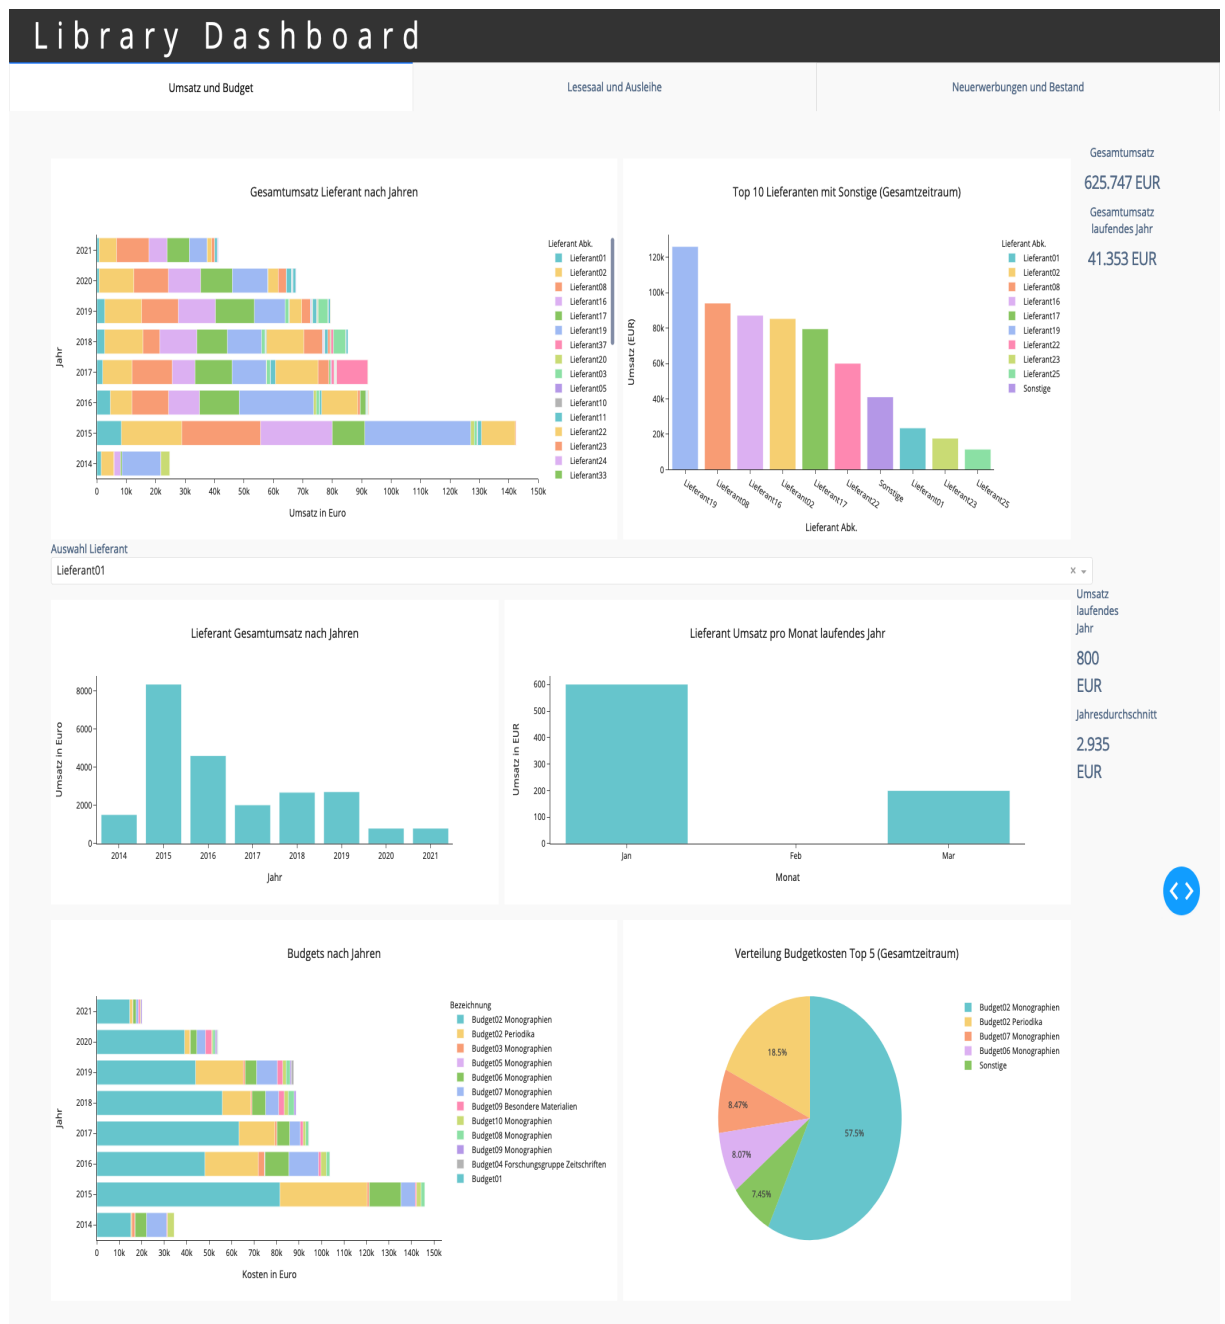 Library Dashboard
Umsatz und Budget
Lesesaal und Ausleihe
Neuerwerbungen und Bestand
Gesamtumsatz
625.747 EUR
Gesamtumsatz
laufendes Jahr
41.353 EUR
Gesamtumsatz Lieferant nach Jahren
Jahr
2021
2020
2019
2018
2017
2016
2015
2014
0 10k 20k 30k 40k 50k 60k 70k 80k 90k 100k 110k 120k 130k 140k 150k
Umsatz in Euro
Lieferant Abk.
Lieferant01
Lieferant02
Lieferant08
Lieferant16
Lieferant17
Lieferant19
Lieferant37
Lieferant20
Lieferant03
Lieferant05
Lieferant10
Lieferant11
Lieferant22
Lieferant23
Lieferant24
Lieferant33
Top 10 Lieferanten mit Sonstige (Gesamtzeitraum)
Umsatz (EUR)
120k
100k
80k
60k
40k
20k
0
Lieferant19 Lieferant08 Lieferant16 Lieferant02 Lieferant17 Lieferant22 Sonstige Lieferant01 Lieferant23 Lieferant25
Lieferant Abk.
Lieferant Abk.
Lieferant01
Lieferant02
Lieferant08
Lieferant16
Lieferant17
Lieferant19
Lieferant22
Lieferant23
Lieferant25
Sonstige
Auswahl Lieferant
Lieferant01
x
Umsatz
laufendes
Jahr
800
EUR
Jahresdurchschnitt
2.935
EUR
Lieferant Gesamtumsatz nach Jahren
Umsatz in Euro
8000
6000
4000
2000
0
2014 2015 2016 2017 2018 2019 2020 2021
Jahr
Lieferant Umsatz pro Monat laufendes Jahr
Umsatz in EUR
600
500
400
300
200
100
0
Jan Feb Mar
Monat
Budgets nach Jahren
Jahr
2021
2020
2019
2018
2017
2016
2015
2014
0 10k 20k 30k 40k 50k 60k 70k 80k 90k 100k 110k 120k 130k 140k 150k
Kosten in Euro
Bezeichnung
Budget02 Monographien
Budget02 Periodika
Budget03 Monographien
Budget05 Monographien
Budget06 Monographien
Budget07 Monographien
Budget09 Besondere Materialien
Budget10 Monographien
Budget08 Monographien
Budget09 Monographien
Budget04 Forschungsgruppe Zeitschriften
Budget01
Verteilung Budgetkosten Top 5 (Gesamtzeitraum)
18.5%
8.47%
57.5%
8.07%
7.45%
Budget02 Monographien
Budget02 Periodika
Budget07 Monographien
Budget06 Monographien
Sonstige